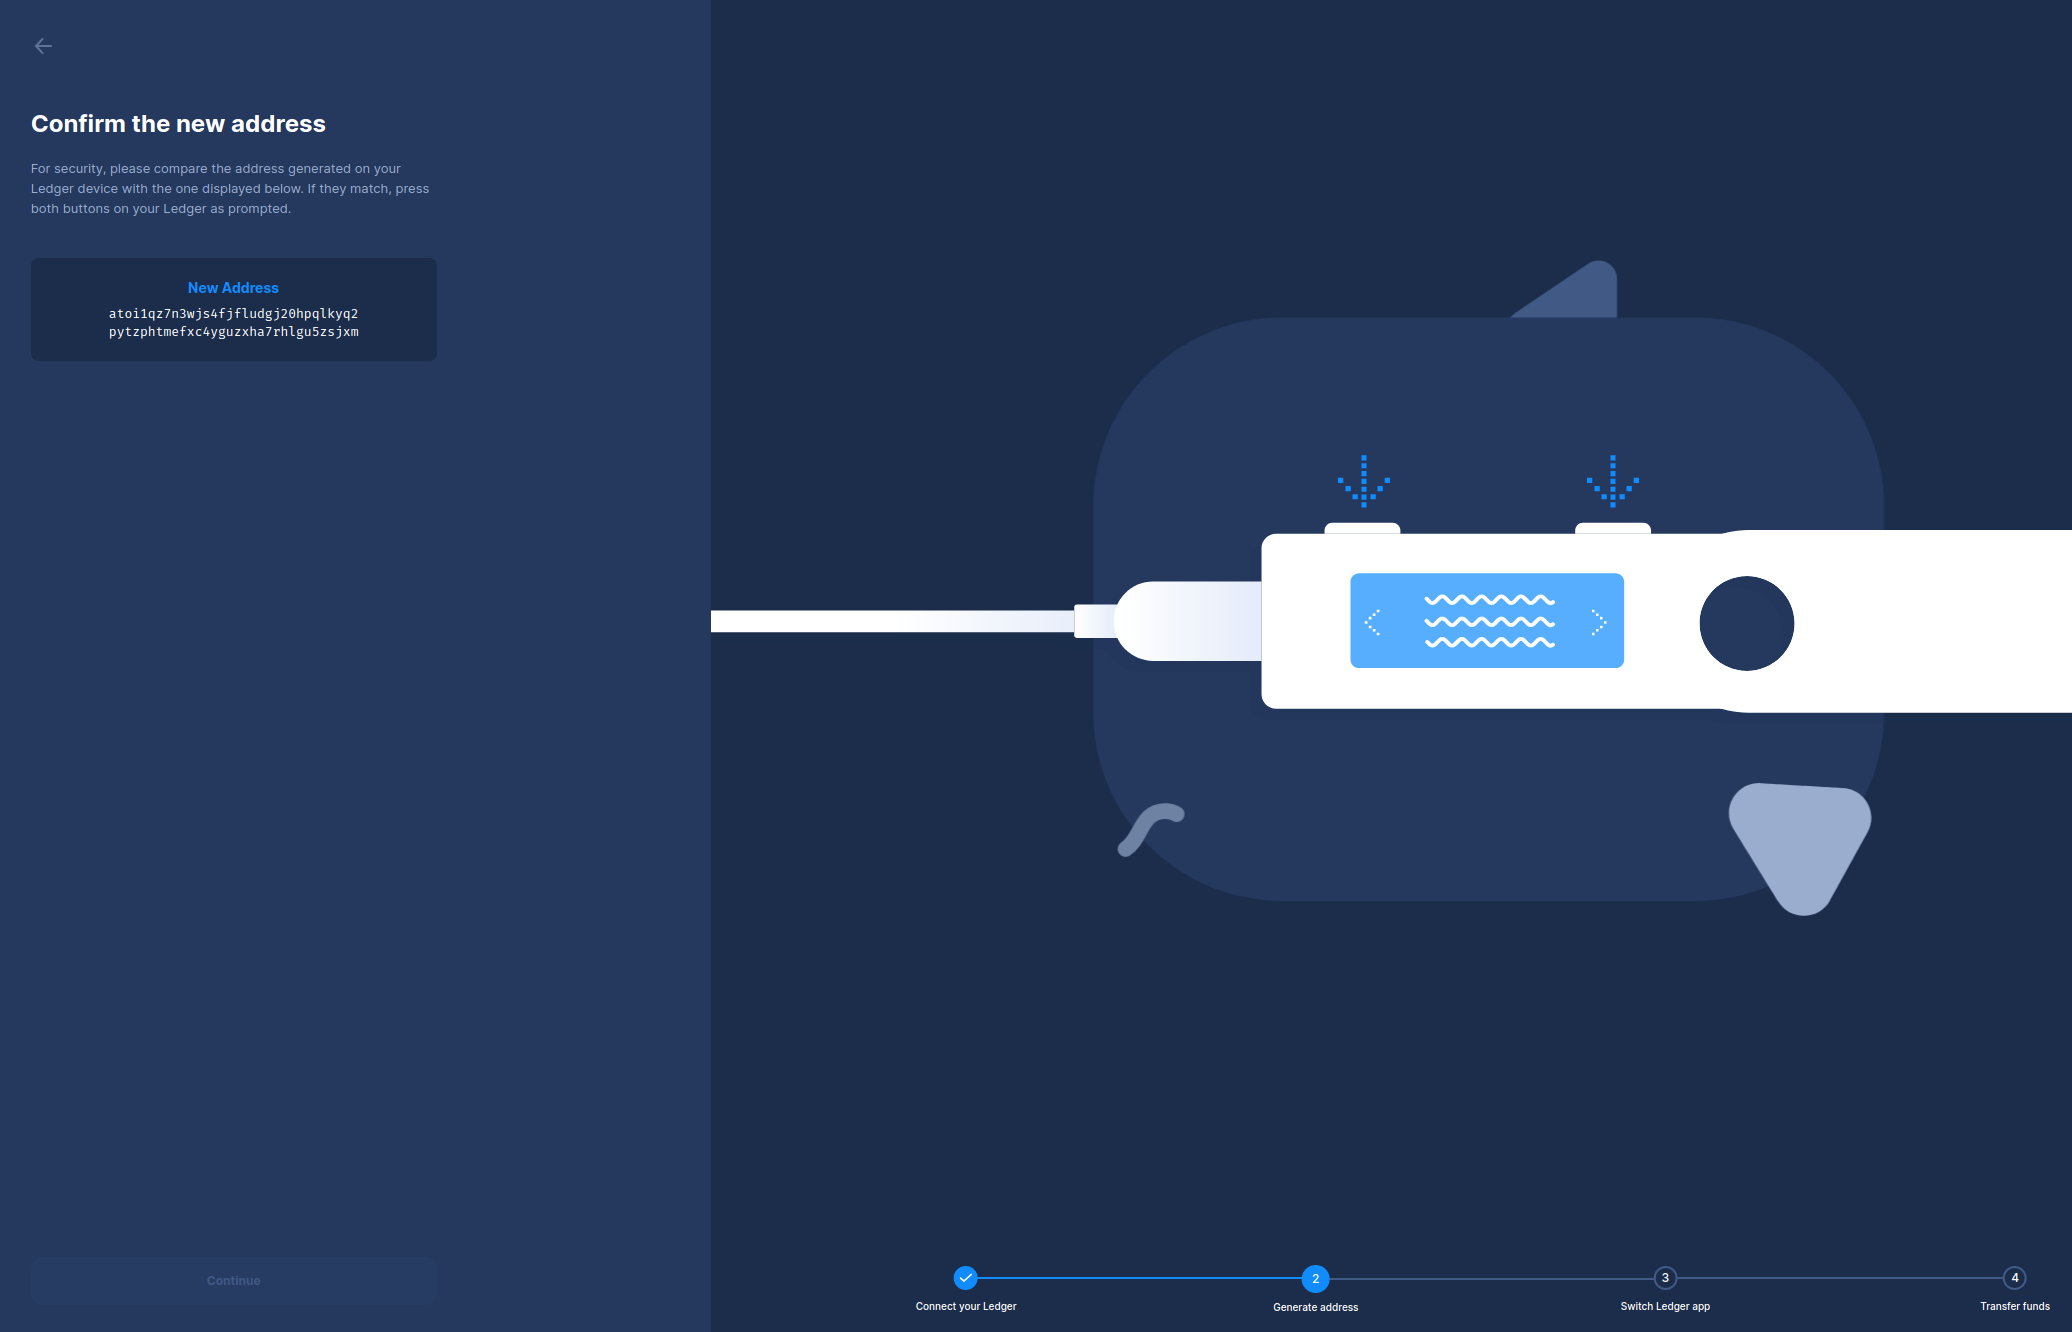 Confirm the new address
For security, please compare the address generated on your
Ledger device with the one displayed below. If they match, press
both buttons on your Ledger as prompted.
New Address
atoi1qz7n3wjs4fjfludgj20hpqlkyq2
pytzphtmefxc4yguzxha7rhlgu5zsjxm
Continue
2
3
4
Connect your Ledger
Generate address
Switch Ledger app
Transfer funds